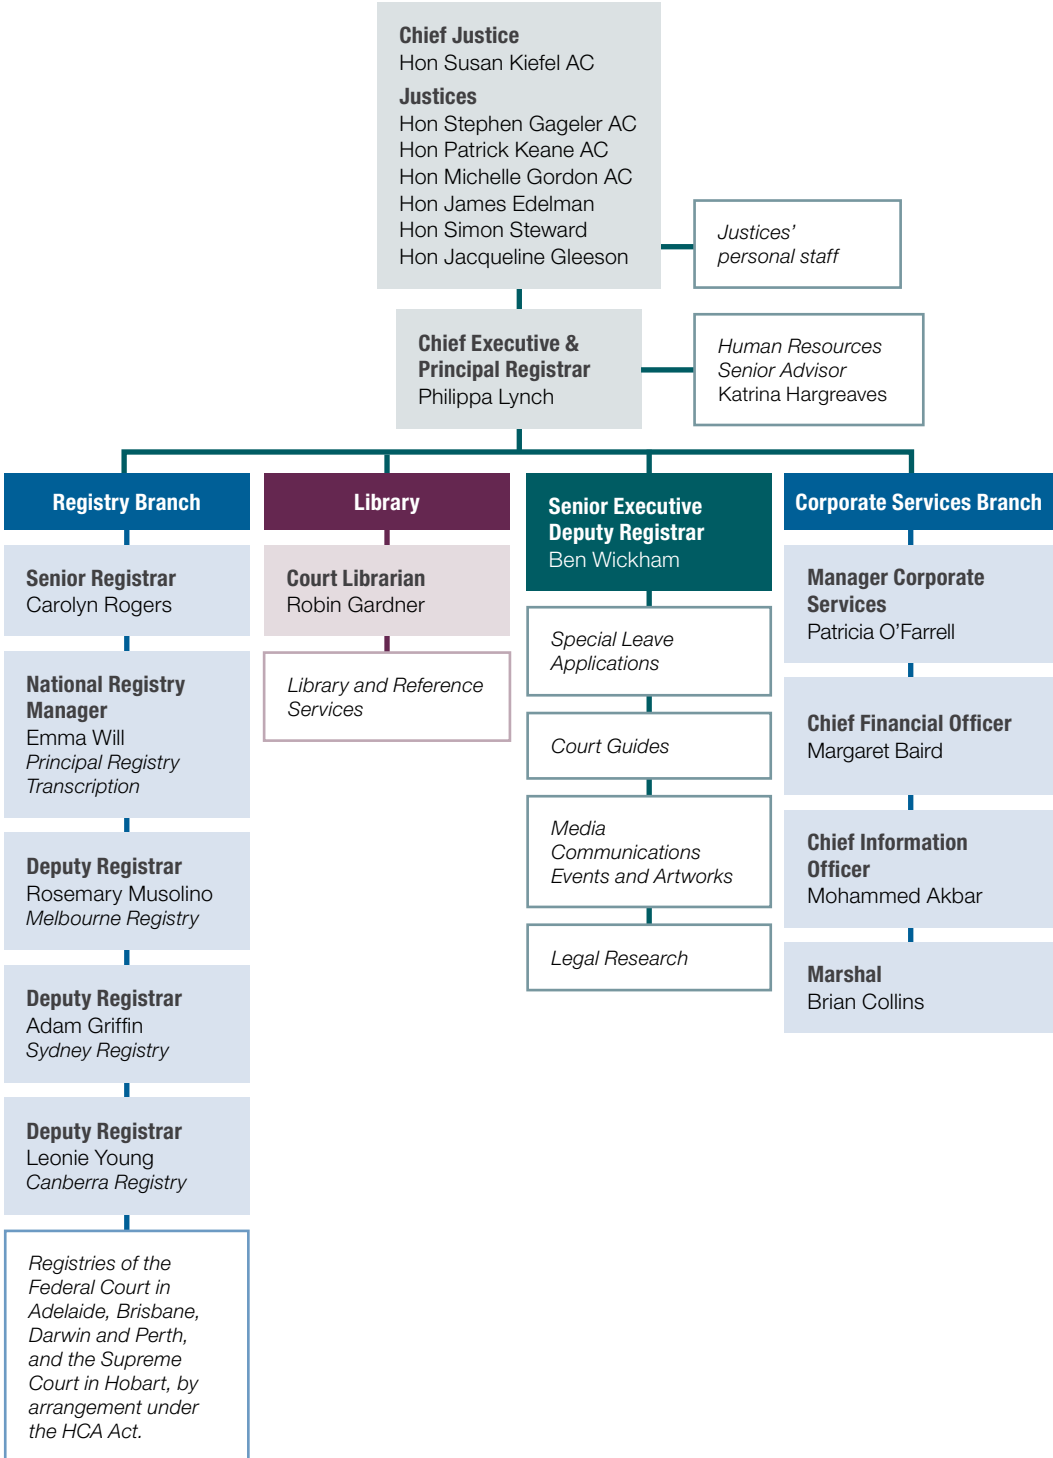 Chief Justice
Hon Susan Kiefel AC
Justices
Hon Stephen Gageler AC
Hon Patrick Keane AC
Hon Michelle Gordon AC
Hon James Edelman
Hon Simon Steward
Hon Jacqueline Gleeson
Justices'
personal staff
Chief Executive &
Principal Registrar
Philippa Lynch
Human Resources
Senior Advisor
Katrina Hargreaves
Registry Branch
Senior Registrar
Carolyn Rogers
National Registry
Manager
Emma Will
Principal Registry
Transcription
Deputy Registrar
Rosemary Musolino
Melbourne Registry
Deputy Registrar
Adam Griffin
Sydney Registry
Deputy Registrar
Leonie Young
Canberra Registry
Registries of the
Federal Court in
Adelaide, Brisbane,
Darwin and Perth,
and the Supreme
Court in Hobart, by
arrangement under
the HCA Act.
Library
Court Librarian
Robin Gardner
Library and Reference
Services
Senior Executive
Deputy Registrar
Ben Wickham
Special Leave
Applications
Court Guides
Media
Communications
Events and Artworks
Legal Research
Corporate Services Branch
Manager Corporate
Services
Patricia O'Farrell
Chief Financial Officer
Margaret Baird
Chief Information
Officer
Mohammed Akbar
Marshal
Brian Collins